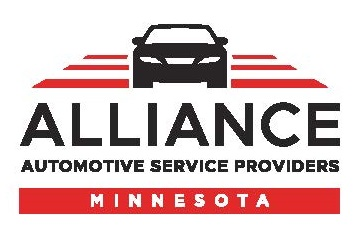 ALLIANCE
AUTOMOTIVE SERVICE PROVIDERS
MINNESOTA